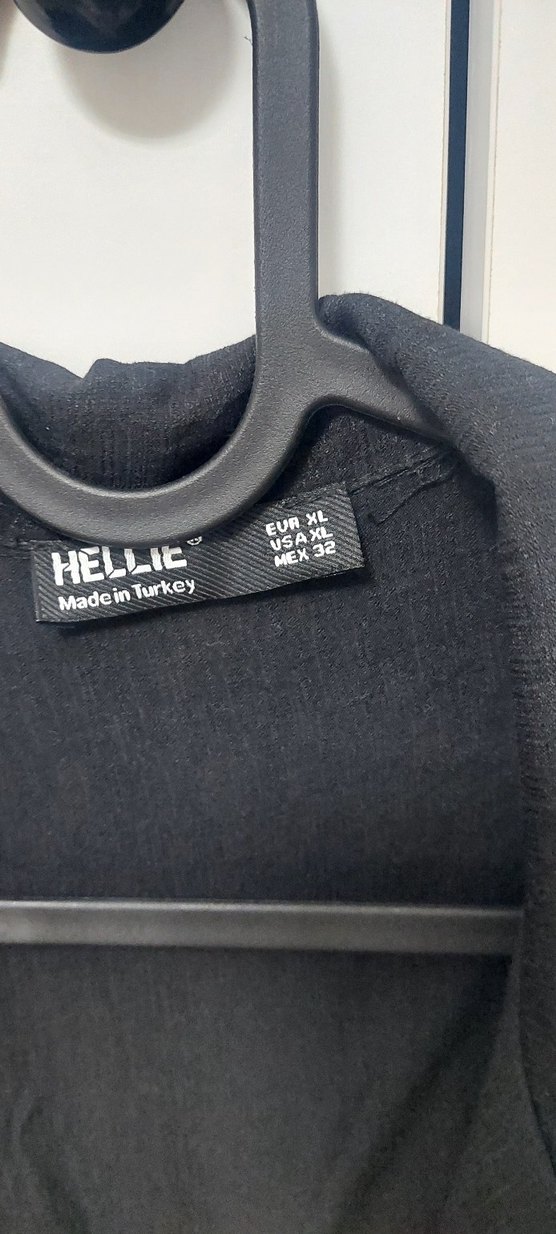 HELLIE®
Made in Turkey
EUR XL
USA XL
MEX 32